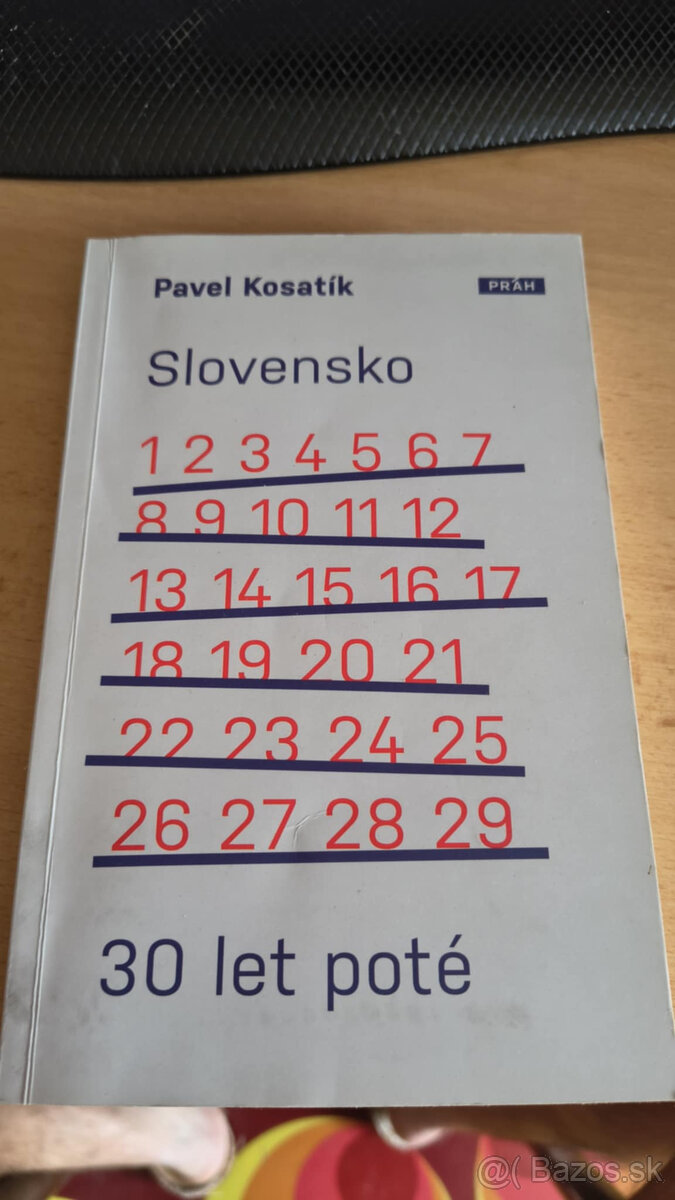 Pavel Kosatík
PRÁH
Slovensko
1 2 3 4 5 6 7
8 9 10 11 12
13 14 15 16 17
18 19 20 21
22 23 24 25
26 27 28 29
30 let poté
@( Bazos.sk